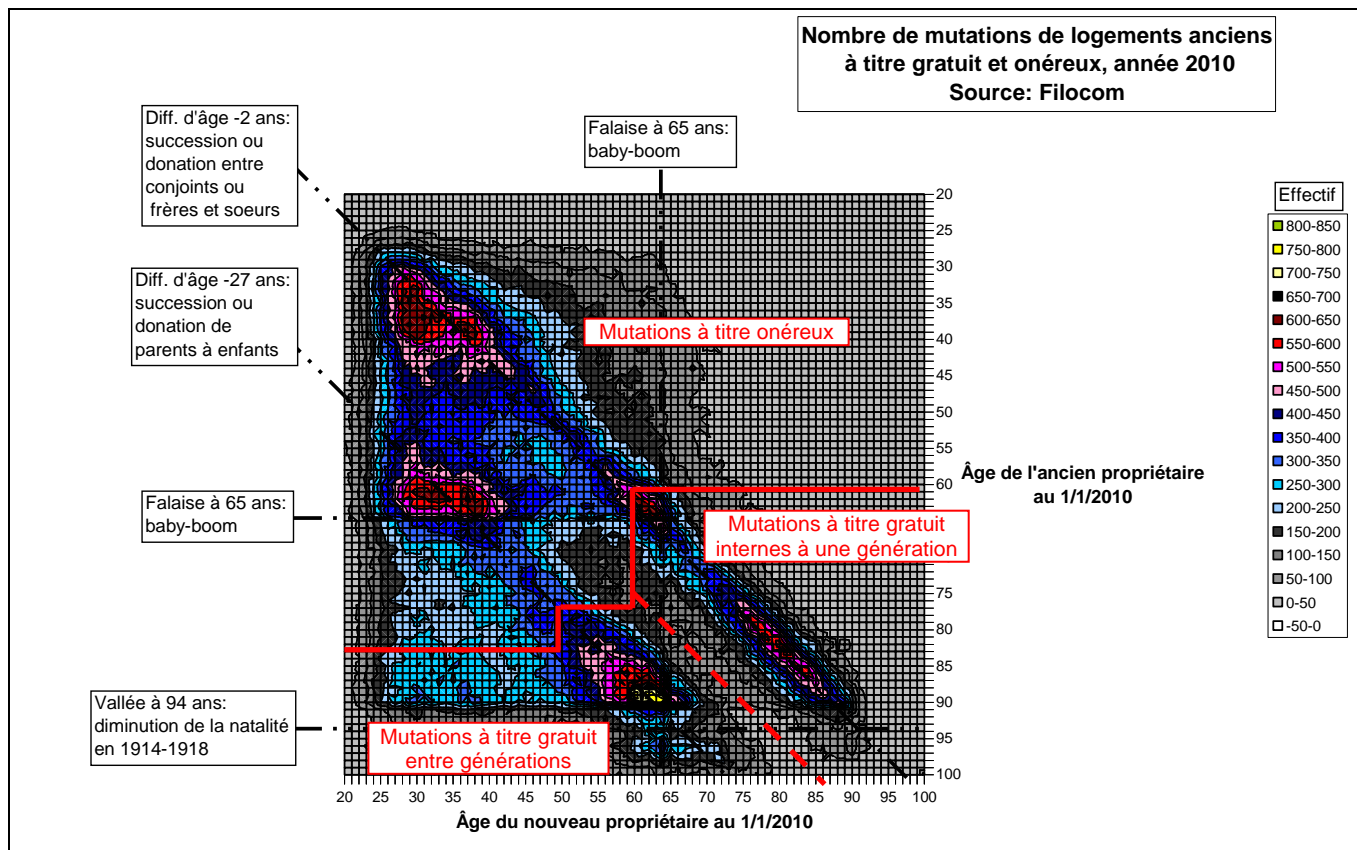 Nombre de mutations de logements anciens
à titre gratuit et onéreux, année 2010
Source: Filocom
Diff. d'âge -2 ans:
succession ou
donation entre
conjoints ou
frères et soeurs
Falaise à 65 ans:
baby-boom
Diff. d'âge -27 ans:
succession ou
donation de
parents à enfants
Falaise à 65 ans:
baby-boom
Vallée à 94 ans:
diminution de la natalité
en 1914-1918
Mutations à titre onéreux
Mutations à titre gratuit
internes à une génération
Mutations à titre gratuit
entre générations
20
25
30
35
40
45
50
55
60
65
70
75
80
85
90
95
100
Âge de l'ancien propriétaire
au 1/1/2010
20 25 30 35 40 45 50 55 60 65 70 75 80 85 90 95 100
Âge du nouveau propriétaire au 1/1/2010
Effectif
800-850
750-800
700-750
650-700
600-650
550-600
500-550
450-500
400-450
350-400
300-350
250-300
200-250
150-200
100-150
50-100
0-50
-50-0